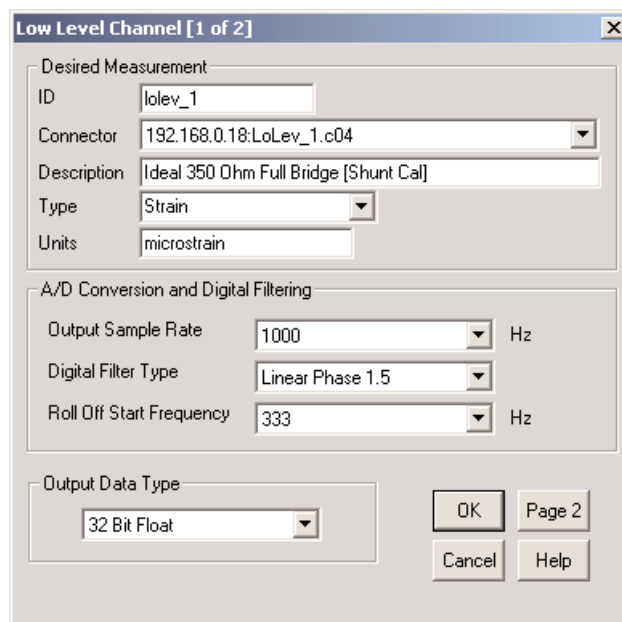 Low Level Channel [1 of 2]
Desired Measurement
ID lolev_1
Connector 192.168.0.18:LoLev_1.c04
Description Ideal 350 Ohm Full Bridge [Shunt Cal]
Type Strain
Units microstrain
A/D Conversion and Digital Filtering
Output Sample Rate 1000 Hz
Digital Filter Type Linear Phase 1.5
Roll Off Start Frequency 333 Hz
Output Data Type
32 Bit Float
OK Page 2
Cancel Help